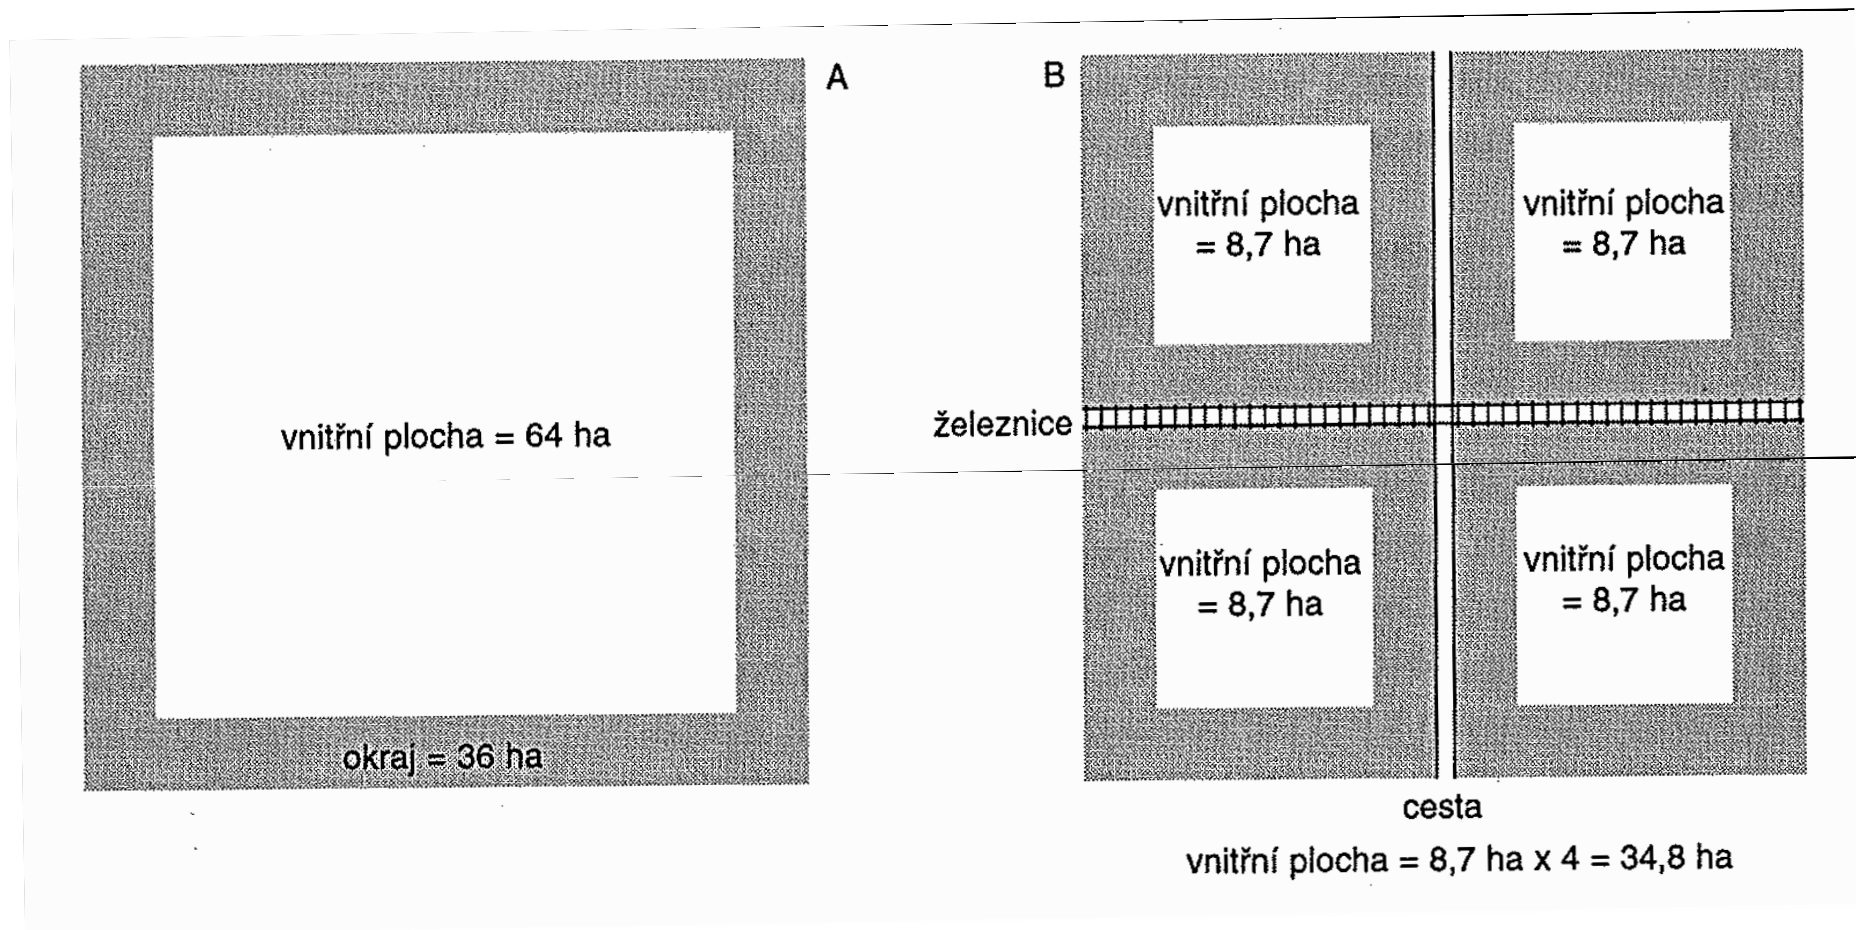 A
vnitřní plocha = 64 ha
okraj = 36 ha
B
vnitřní plocha
= 8,7 ha
vnitřní plocha
= 8,7 ha
železnice
vnitřní plocha
= 8,7 ha
vnitřní plocha
= 8,7 ha
cesta
vnitřní plocha = 8,7 ha x 4 = 34,8 ha